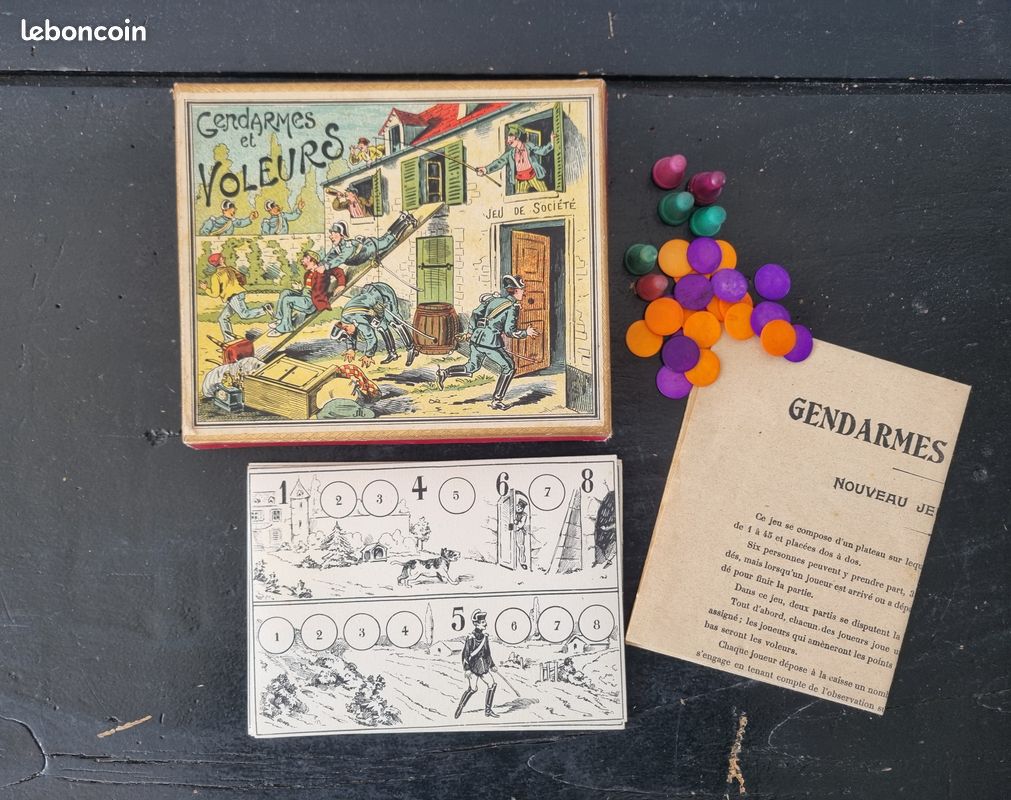 leboncoin
GENDARMES
et
VOLEURS
JEU DE SOCIÉTÉ
1 2 3 4 5 6 7 8
1 2 3 4 5 6 7 8
GENDARMES
NOUVEAU JE
Ce jeu se compose d'un plateau sur lequ
de 1 à 45 et placées dos à dos.
Six personnes peuvent y prendre part, 3
dés, mais lorsqu'un joueur est arrivé ou a dépa
dé pour finir la partie.
Dans ce jeu, deux partis se disputent la
Tout d'abord, chacun des joueurs joue u
assigné; les joueurs qui amèneront les points
bas seront les voleurs.
Chaque joueur dépose à la caisse un nomb
s'engage en tenant compte de l'observation s